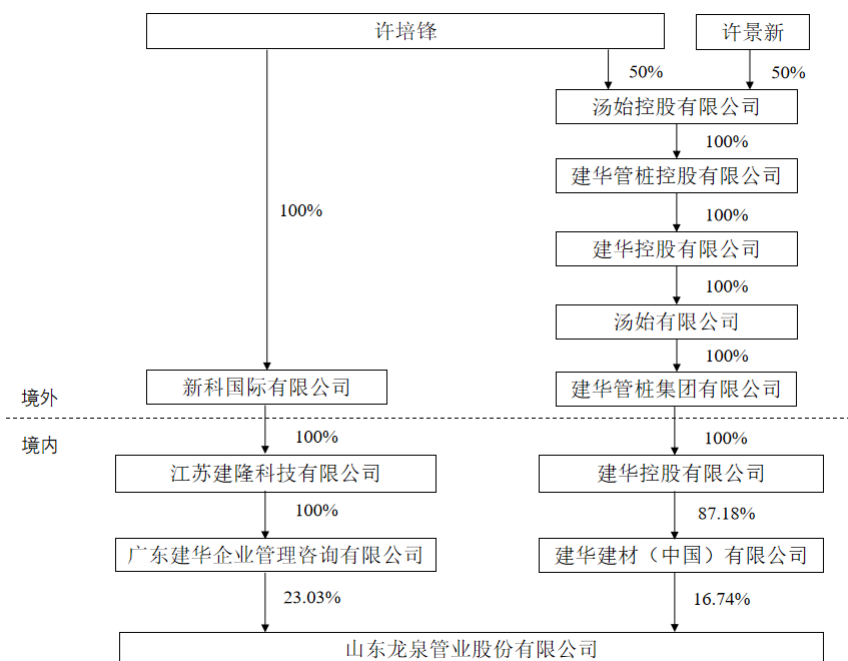 许培锋
许景新
50%
50%
汤始控股有限公司
100%
建华管桩控股有限公司
100%
100%
建华控股有限公司
100%
汤始有限公司
100%
新科国际有限公司
建华管桩集团有限公司
境外
境内
100%
100%
江苏建隆科技有限公司
建华控股有限公司
100%
87.18%
广东建华企业管理咨询有限公司
建华建材（中国）有限公司
23.03%
16.74%
山东龙泉管业股份有限公司